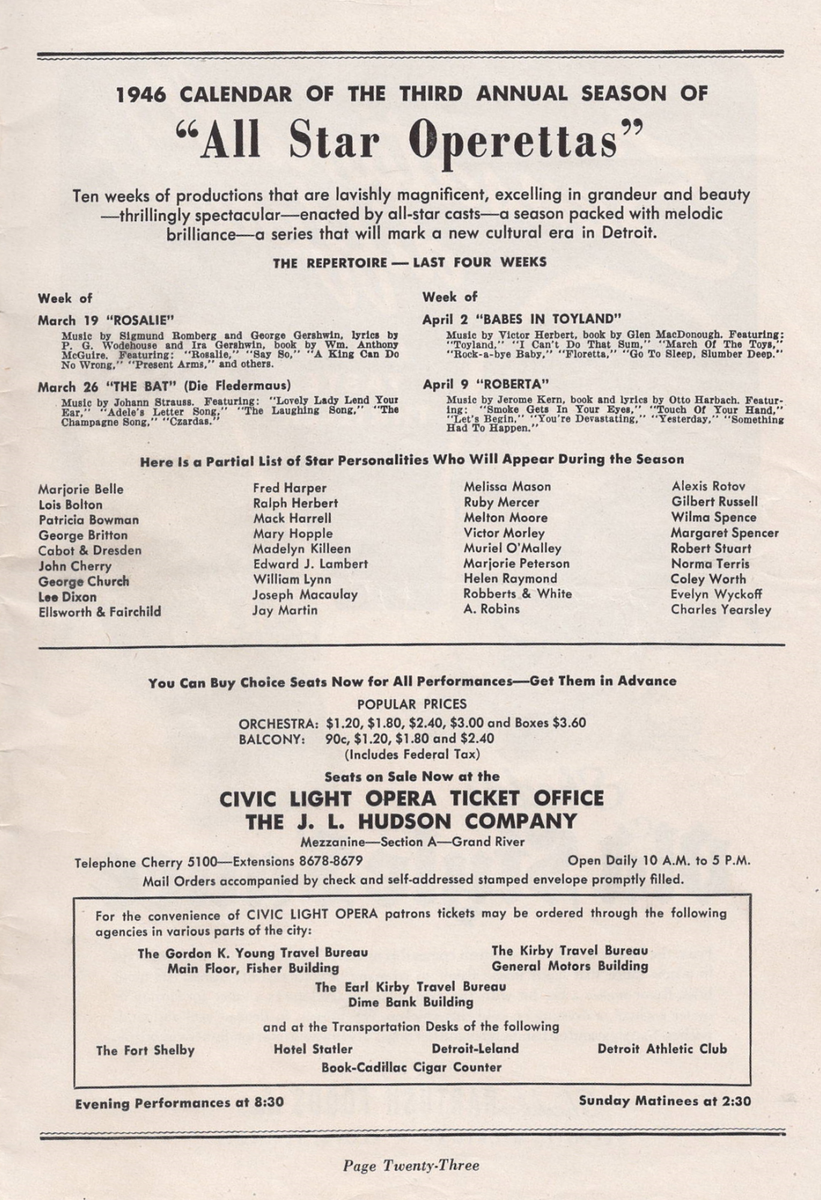 1946 CALENDAR OF THE THIRD ANNUAL SEASON OF
“All Star Operettas”
Ten weeks of productions that are lavishly magnificent, excelling in grandeur and beauty
—thrillingly spectacular—enacted by all-star casts—a season packed with melodic
brilliance—a series that will mark a new cultural era in Detroit.
THE REPERTOIRE — LAST FOUR WEEKS
Week of
March 19 “ROSALIE”
Music by Sigmund Romberg and George Gershwin, lyrics by
P. G. Wodehouse and Ira Gershwin, book by Wm. Anthony
McGuire. Featuring: “Rosalie,” “Say So,” “A King Can Do
No Wrong,” “Present Arms,” and others.
March 26 “THE BAT” (Die Fledermaus)
Music by Johann Strauss. Featuring: “Lovely Lady Lend Your
Ear,” “Adele's Letter Song,” “The Laughing Song,” “The
Champagne Song,” “Czardas.”
Week of
April 2 “BABES IN TOYLAND”
Music by Victor Herbert, book by Glen MacDonough. Featuring:
“Toyland,” “I Can't Do That Sum,” “March Of The Toys,”
“Rock-a-bye Baby,” “Floretta,” “Go To Sleep, Slumber Deep.”
April 9 “ROBERTA”
Music by Jerome Kern, book and lyrics by Otto Harbach. Featur-
ing: “Smoke Gets In Your Eyes,” “Touch Of Your Hand,”
“Let's Begin,” “You're Devastating,” “Yesterday,” “Something
Had To Happen.”
Here Is a Partial List of Star Personalities Who Will Appear During the Season
Marjorie Belle
Lois Bolton
Patricia Bowman
George Britton
Cabot & Dresden
John Cherry
George Church
Lee Dixon
Ellsworth & Fairchild
Fred Harper
Ralph Herbert
Mack Harrell
Mary Hopple
Madelyn Killeen
Edward J. Lambert
William Lynn
Joseph Macaulay
Jay Martin
Melissa Mason
Ruby Mercer
Melton Moore
Victor Morley
Muriel O'Malley
Marjorie Peterson
Helen Raymond
Robberts & White
A. Robins
Alexis Rotov
Gilbert Russell
Wilma Spence
Margaret Spencer
Robert Stuart
Norma Terris
Coley Worth
Evelyn Wyckoff
Charles Yearsley
You Can Buy Choice Seats Now for All Performances—Get Them in Advance
POPULAR PRICES
ORCHESTRA: $1.20, $1.80, $2.40, $3.00 and Boxes $3.60
BALCONY: 90c, $1.20, $1.80 and $2.40
(Includes Federal Tax)
Seats on Sale Now at the
CIVIC LIGHT OPERA TICKET OFFICE
THE J. L. HUDSON COMPANY
Mezzanine—Section A—Grand River
Telephone Cherry 5100—Extensions 8678-8679 Open Daily 10 A.M. to 5 P.M.
Mail Orders accompanied by check and self-addressed stamped envelope promptly filled.
For the convenience of CIVIC LIGHT OPERA patrons tickets may be ordered through the following
agencies in various parts of the city:
The Gordon K. Young Travel Bureau
Main Floor, Fisher Building
The Kirby Travel Bureau
General Motors Building
The Earl Kirby Travel Bureau
Dime Bank Building
and at the Transportation Desks of the following
The Fort Shelby Hotel Statler Detroit-Leland Detroit Athletic Club
Book-Cadillac Cigar Counter
Evening Performances at 8:30 Sunday Matinees at 2:30
Page Twenty-Three